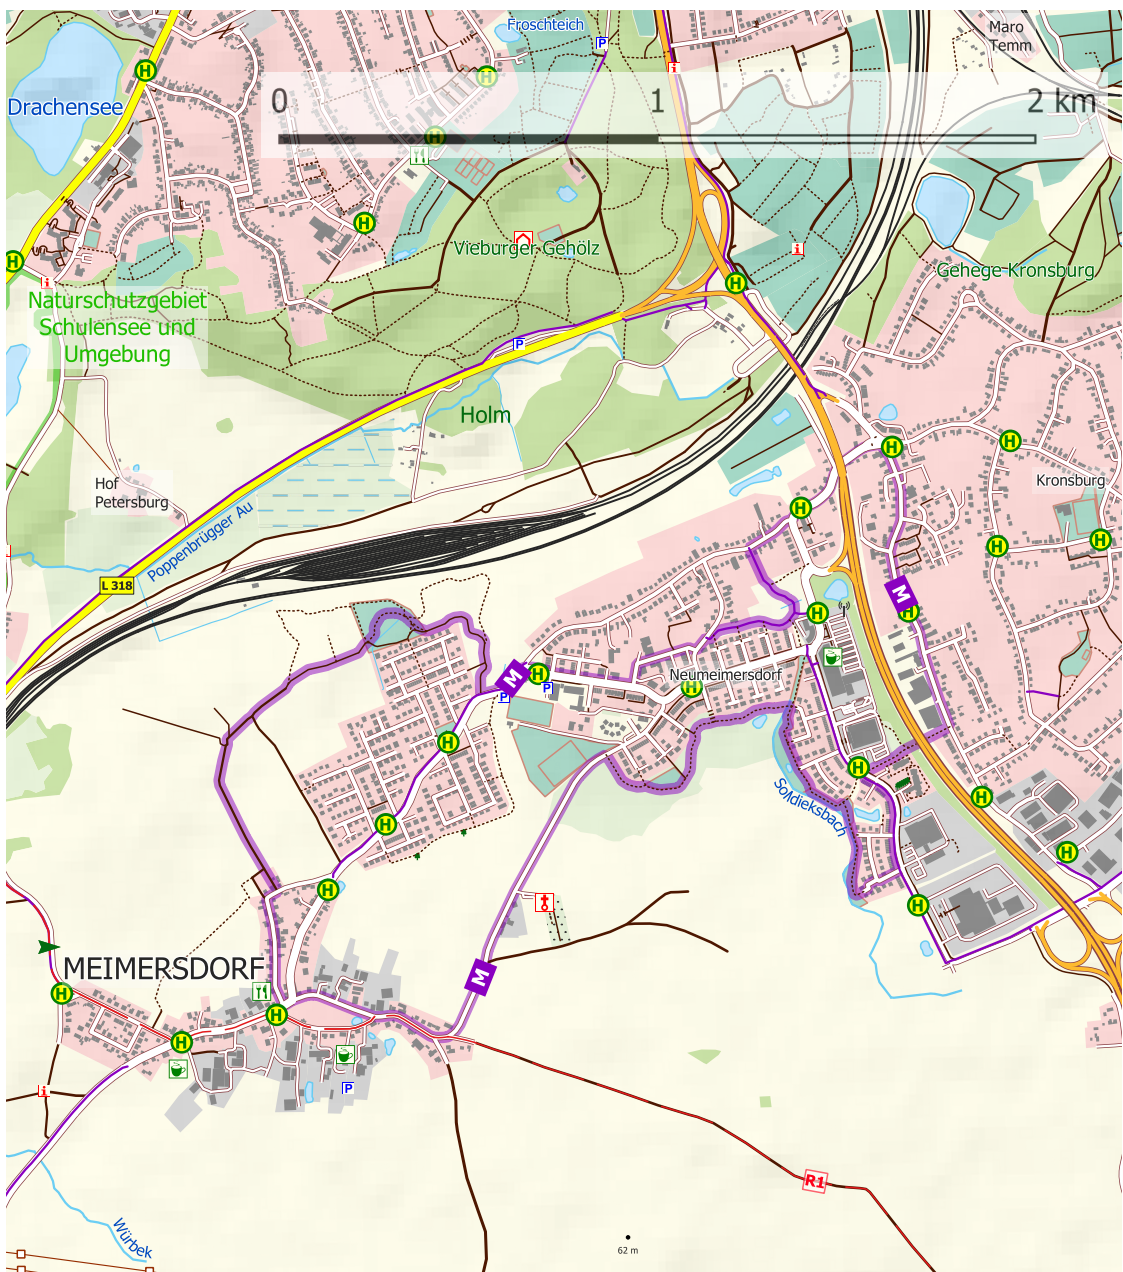 Froschteich
P
Maro
Temm
H
i
H
Drachensee
0
1
2 km
H
H
i
Vieburger Gehölz
H
Gehege Kronsburg
H
i
Naturschutzgebiet
Schulensee und
Umgebung
P
Holm
H
H
Kronsburg
Hof
Petersburg
Poppenbrügger Au
H
H
H
L 318
M
H
H
M
H
P
P
Neumeimersdorf
H
H
H
Soldieksbach
H
H
H
H
H
MEIMERSDORF
M
H
H
H
P
i
R1
Würbek
62 m